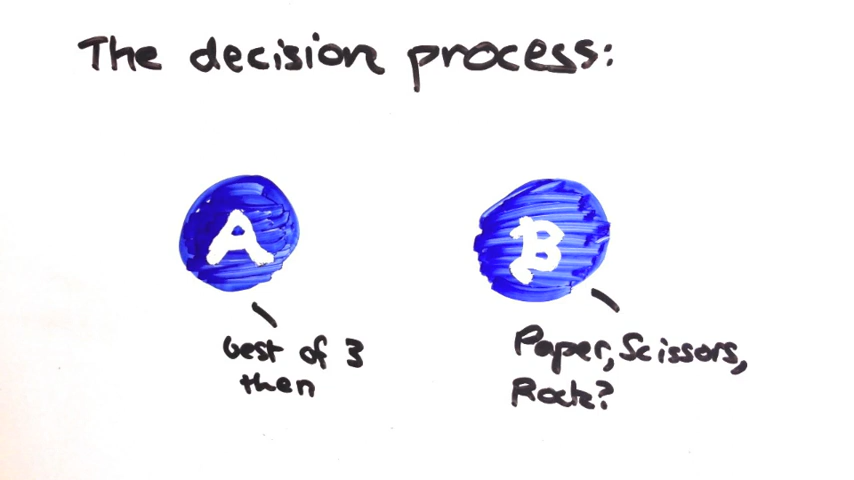 The decision process:
A
B
best of 3
then
Paper, Scissors,
Rock?